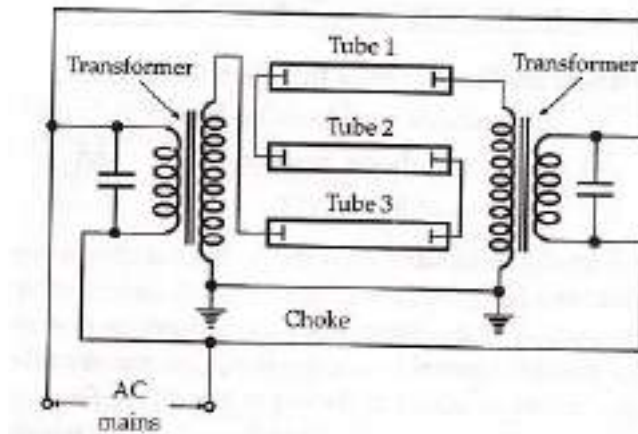 Tube 1
Transformer
Transformer
Tube 2
Tube 3
Choke
AC
mains